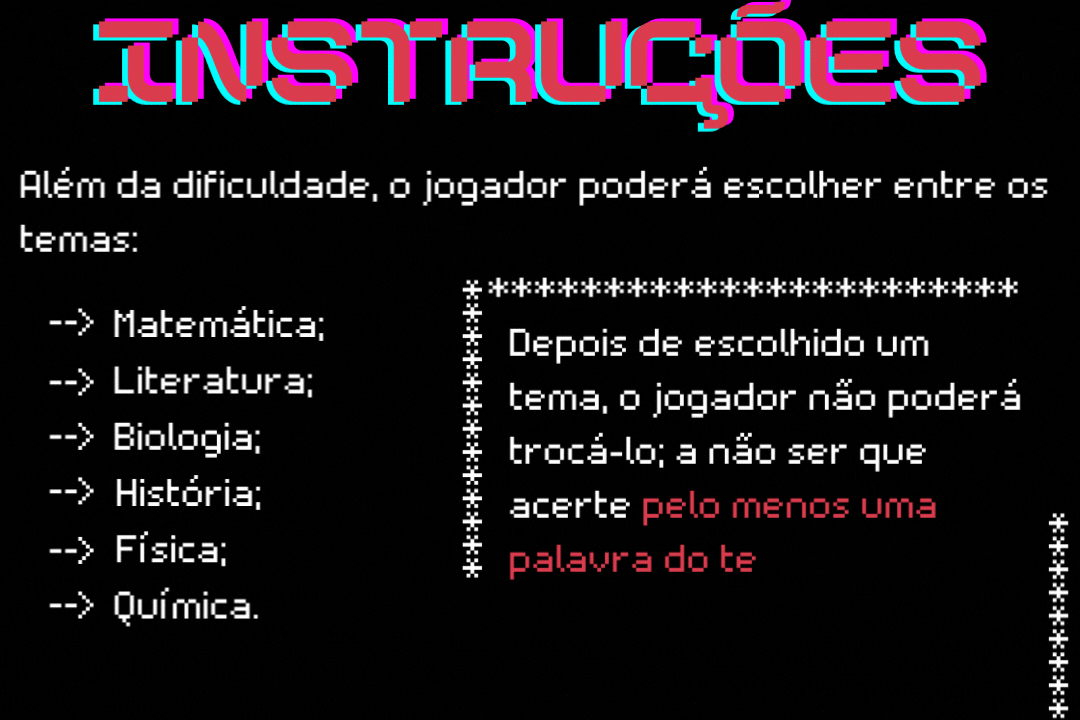 INSTRUÇÕES
Além da dificuldade, o jogador poderá escolher entre os
temas:
--> Matemática;
--> Literatura;
--> Biologia;
--> História;
--> Física;
--> Química.
***********************
Depois de escolhido um
tema, o jogador não poderá
trocá-lo; a não ser que
acerte pelo menos uma
palavra do te